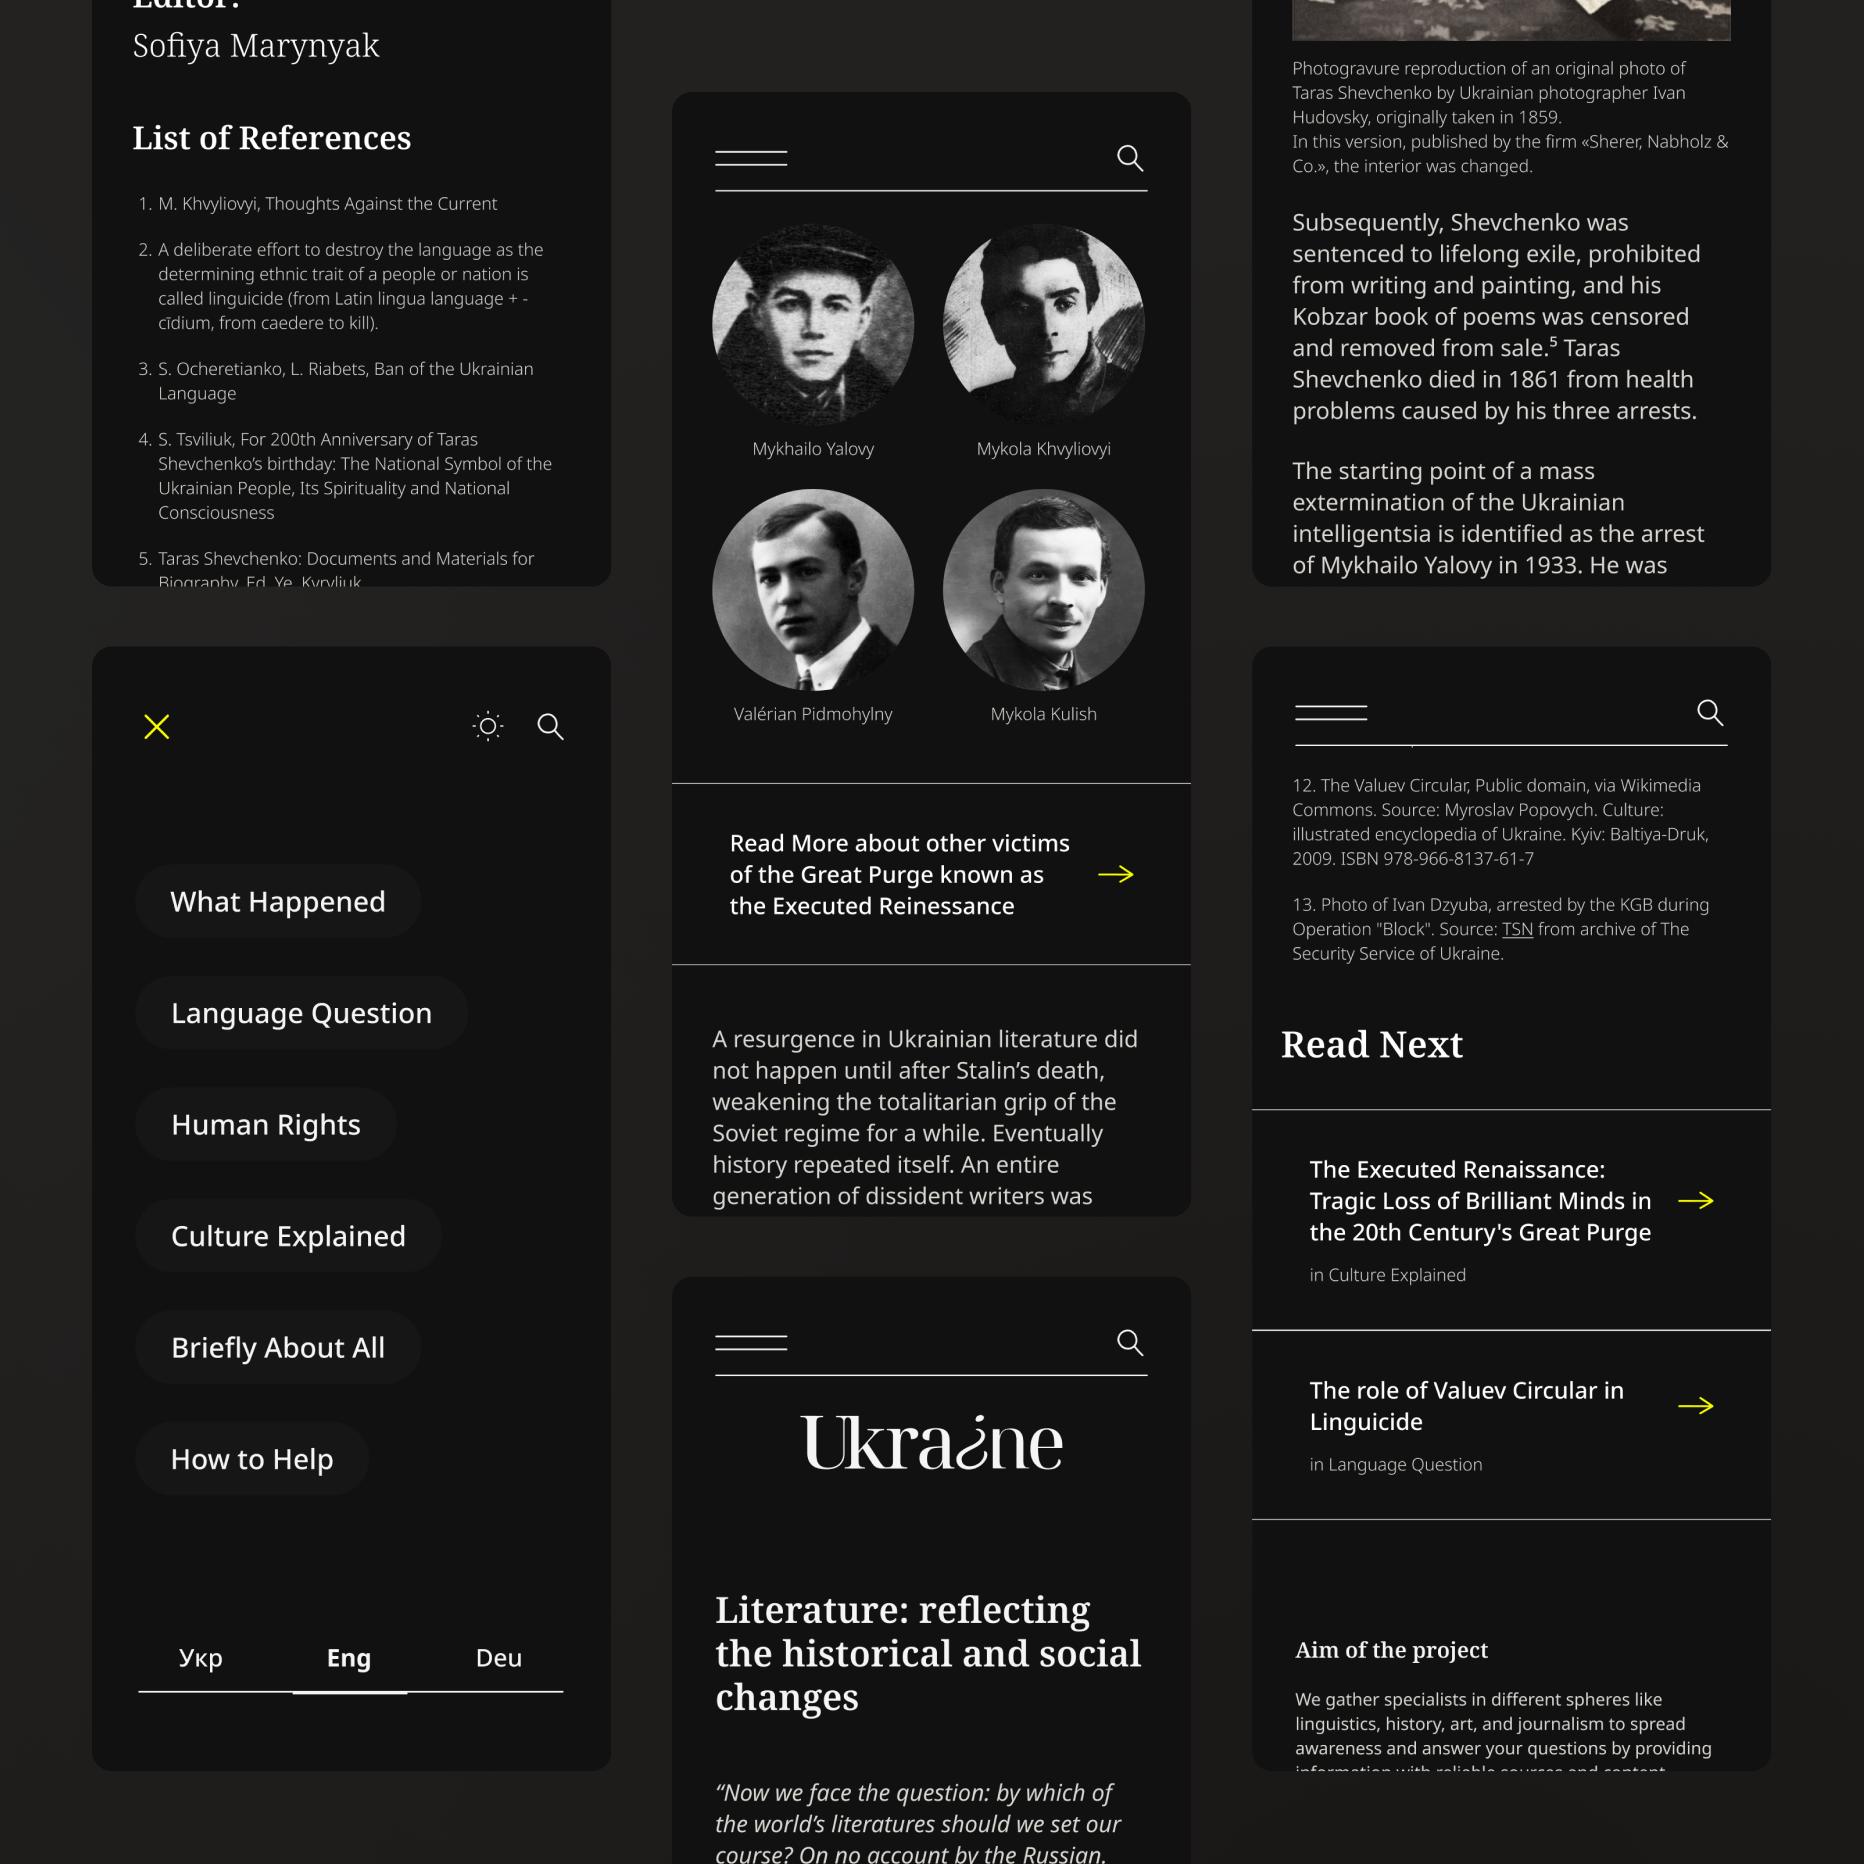 Editor:
Sofiya Marynyak
List of References
1. M. Khvyliovyi, Thoughts Against the Current
2. A deliberate effort to destroy the language as the
determining ethnic trait of a people or nation is
called linguicide (from Latin lingua language + -
cīdium, from caedere to kill).
3. S. Ocheretianko, L. Riabets, Ban of the Ukrainian
Language
4. S. Tsviliuk, For 200th Anniversary of Taras
Shevchenko’s birthday: The National Symbol of the
Ukrainian People, Its Spirituality and National
Consciousness
5. Taras Shevchenko: Documents and Materials for
Biography. Ed. Ye. Kyryliuk
What Happened
Language Question
Human Rights
Culture Explained
Briefly About All
How to Help
Укр Eng Deu
Mykhailo Yalovy Mykola Khvyliovyi
Valérian Pidmohylny Mykola Kulish
Read More about other victims
of the Great Purge known as
the Executed Reinessance
A resurgence in Ukrainian literature did
not happen until after Stalin’s death,
weakening the totalitarian grip of the
Soviet regime for a while. Eventually
history repeated itself. An entire
generation of dissident writers was
Ukra¿ne
Literature: reflecting
the historical and social
changes
“Now we face the question: by which of
the world’s literatures should we set our
course? On no account by the Russian.
Photogravure reproduction of an original photo of
Taras Shevchenko by Ukrainian photographer Ivan
Hudovsky, originally taken in 1859.
In this version, published by the firm «Sherer, Nabholz &
Co.», the interior was changed.
Subsequently, Shevchenko was
sentenced to lifelong exile, prohibited
from writing and painting, and his
Kobzar book of poems was censored
and removed from sale.⁵ Taras
Shevchenko died in 1861 from health
problems caused by his three arrests.
The starting point of a mass
extermination of the Ukrainian
intelligentsia is identified as the arrest
of Mykhailo Yalovy in 1933. He was
12. The Valuev Circular, Public domain, via Wikimedia
Commons. Source: Myroslav Popovych. Culture:
illustrated encyclopedia of Ukraine. Kyiv: Baltiya-Druk,
2009. ISBN 978-966-8137-61-7
13. Photo of Ivan Dzyuba, arrested by the KGB during
Operation "Block". Source: TSN from archive of The
Security Service of Ukraine.
Read Next
The Executed Renaissance:
Tragic Loss of Brilliant Minds in
the 20th Century's Great Purge
in Culture Explained
The role of Valuev Circular in
Linguicide
in Language Question
Aim of the project
We gather specialists in different spheres like
linguistics, history, art, and journalism to spread
awareness and answer your questions by providing
information with reliable sources and content